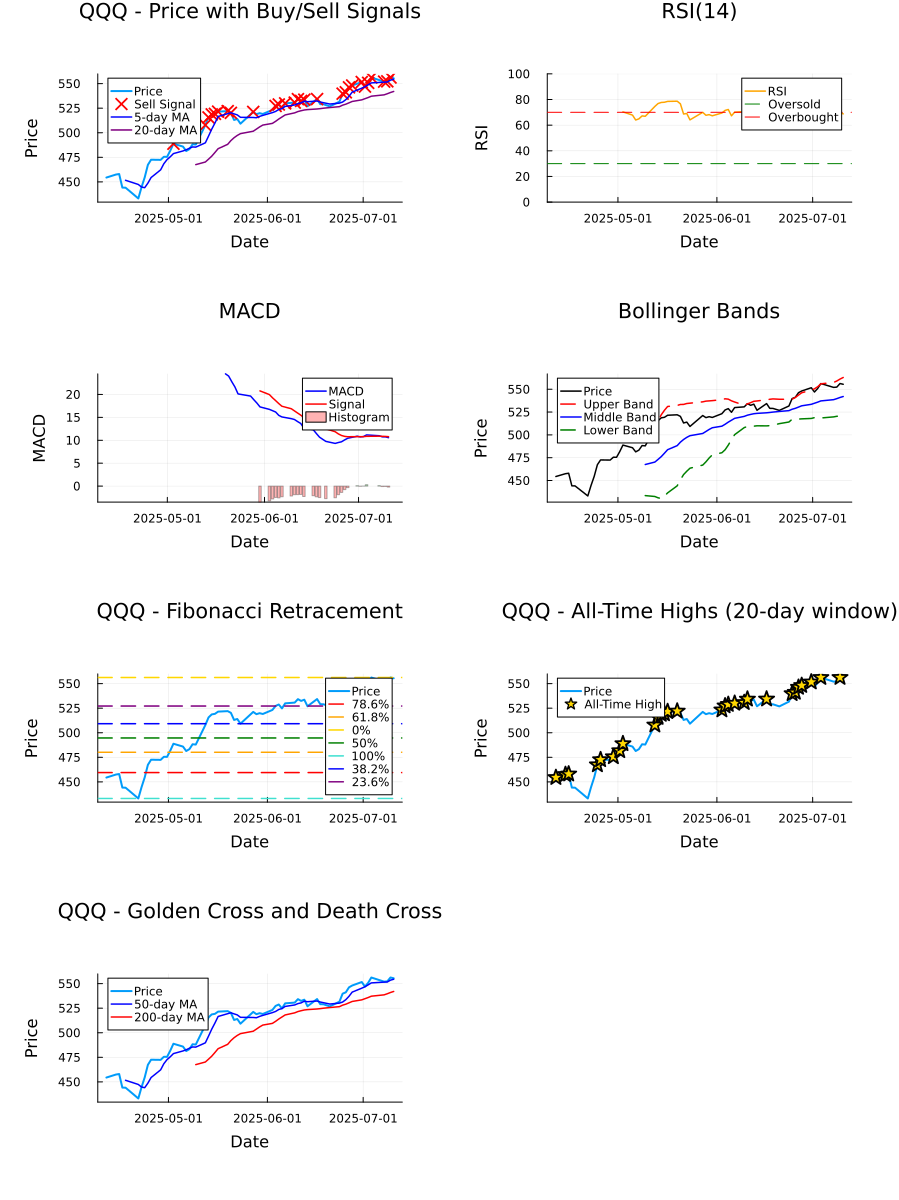 QQQ - Price with Buy/Sell Signals
Price
550
525
500
475
450
Price
Sell Signal
5-day MA
20-day MA
2025-05-01 2025-06-01 2025-07-01
Date
RSI(14)
RSI
100
80
60
40
20
0
RSI
Oversold
Overbought
2025-05-01 2025-06-01 2025-07-01
Date
MACD
MACD
20
15
10
5
0
MACD
Signal
Histogram
2025-05-01 2025-06-01 2025-07-01
Date
Bollinger Bands
Price
550
525
500
475
450
Price
Upper Band
Middle Band
Lower Band
2025-05-01 2025-06-01 2025-07-01
Date
QQQ - Fibonacci Retracement
Price
550
525
500
475
450
Price
78.6%
61.8%
0%
50%
100%
38.2%
23.6%
2025-05-01 2025-06-01 2025-07-01
Date
QQQ - All-Time Highs (20-day window)
Price
550
525
500
475
450
Price
All-Time High
2025-05-01 2025-06-01 2025-07-01
Date
QQQ - Golden Cross and Death Cross
Price
550
525
500
475
450
Price
50-day MA
200-day MA
2025-05-01 2025-06-01 2025-07-01
Date